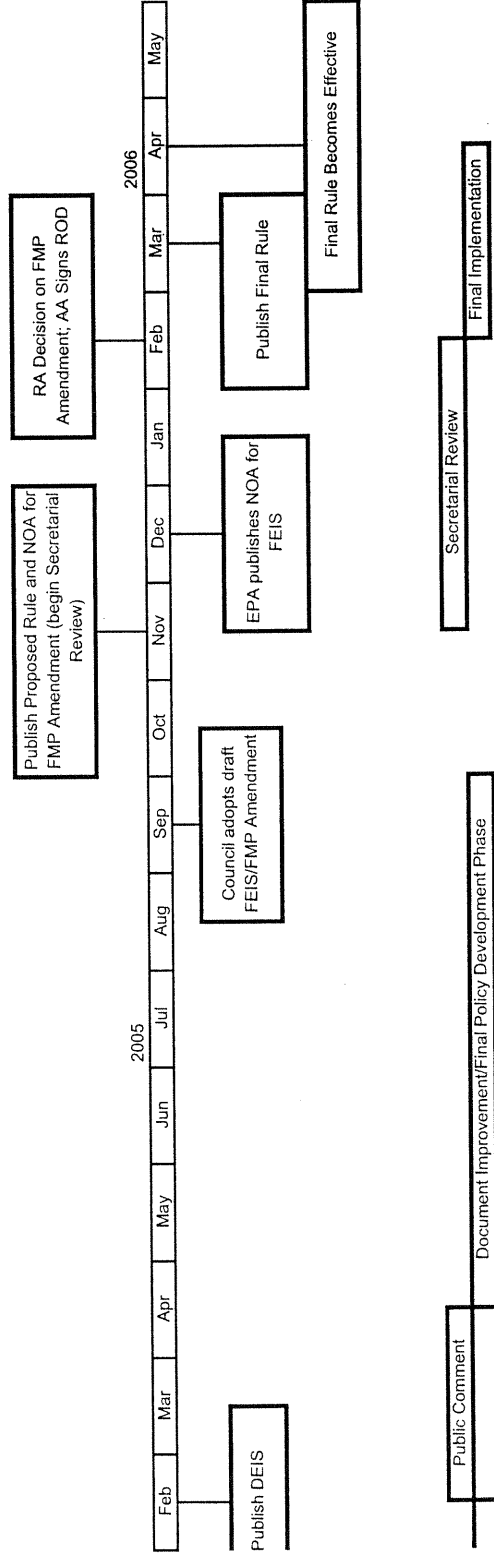 Publish Proposed Rule and NOA for
FMP Amendment (begin Secretarial
Review)
RA Decision on FMP
Amendment; AA Signs ROD
2005
2006
Feb
Mar
Apr
May
Jun
Jul
Aug
Sep
Oct
Nov
Dec
Jan
Feb
Mar
Apr
May
Publish DEIS
Council adopts draft
FEIS/FMP Amendment
EPA publishes NOA for
FEIS
Publish Final Rule
Final Rule Becomes Effective
Public Comment
Document Improvement/Final Policy Development Phase
Secretarial Review
Final Implementation